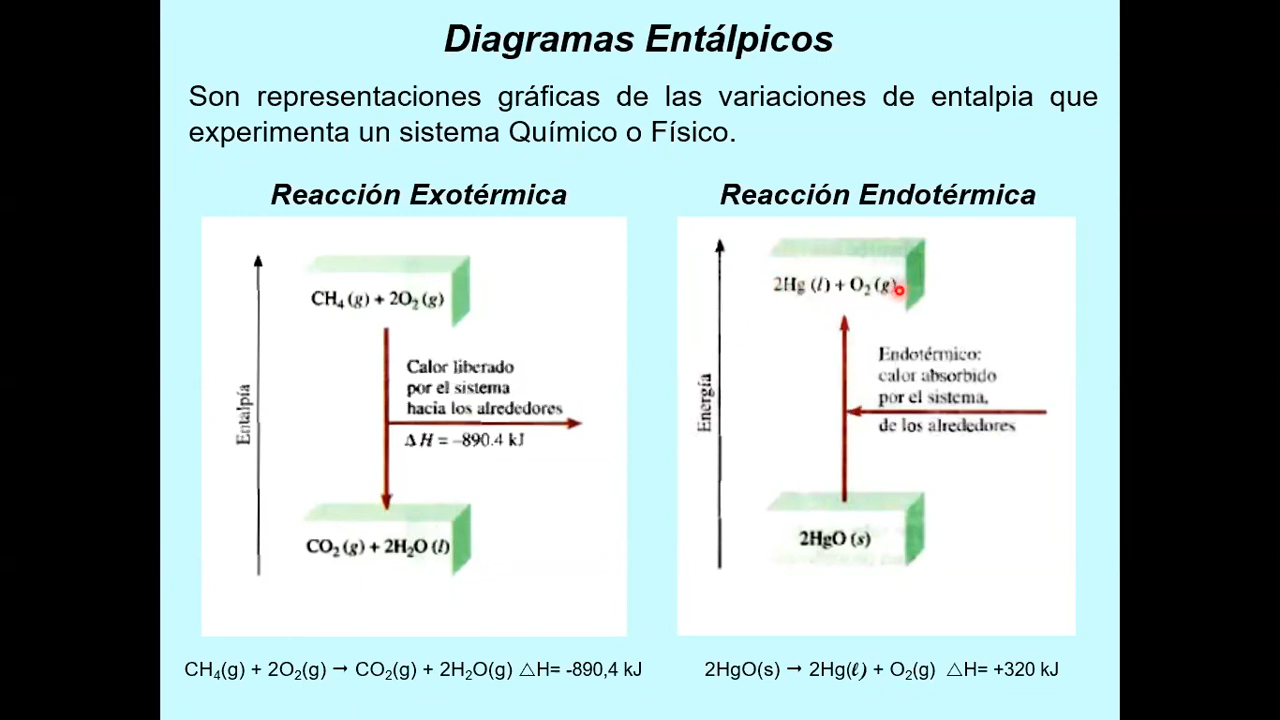 Diagramas Entálpicos
Son representaciones gráficas de las variaciones de entalpia que
experimenta un sistema Químico o Físico.
Reacción Exotérmica
Entalpía
CH₄ (g) + 2O₂ (g)
Calor liberado
por el sistema
hacia los alrededores
Δ H = –890.4 kJ
CO₂ (g) + 2H₂O (l)
CH₄(g) + 2O₂(g) → CO₂(g) + 2H₂O(g) △H= -890,4 kJ
Reacción Endotérmica
Energía
2Hg (l) + O₂ (g)
Endotérmico:
calor absorbido
por el sistema,
de los alrededores
2HgO (s)
2HgO(s) → 2Hg(ℓ) + O₂(g) △H= +320 kJ